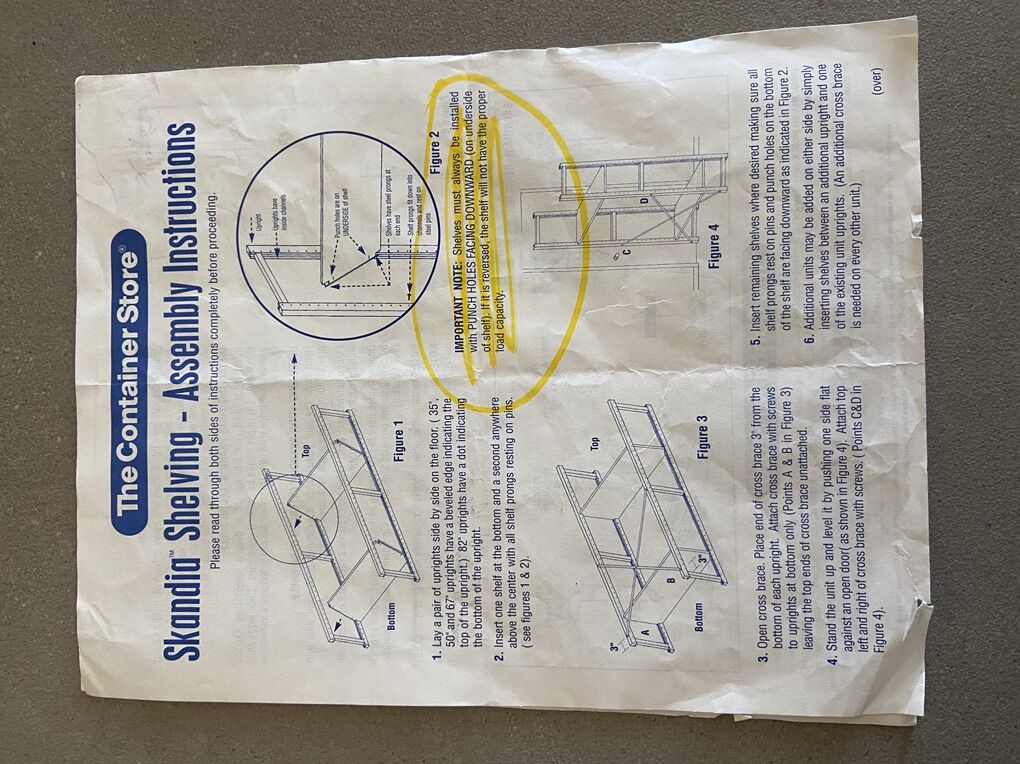 The Container Store®
Skandia™ Shelving - Assembly Instructions
Please read through both sides of instructions completely before proceeding.
Top
Bottom
Figure 1
Upright
Uprights have
inside channels
Punch holes are on
UNDERSIDE of shelf
Shelves have steel prongs at
each end
Shelf prongs fit down into
channels and rest on
steel pins
Figure 2
1. Lay a pair of uprights side by side on the floor. ( 35",
50" and 67" uprights have a beveled edge indicating the
top of the upright.) 82" uprights have a dot indicating
the bottom of the upright.
2. Insert one shelf at the bottom and a second anywhere
above the center with all shelf prongs resting on pins.
( see figures 1 & 2).
IMPORTANT NOTE: Shelves must always be installed
with PUNCH HOLES FACING DOWNWARD (on underside
of shelf). If it is reversed, the shelf will not have the proper
load capacity.
Top
3"
A
B
3"
Bottom
Figure 3
C
D
Figure 4
3. Open cross brace. Place end of cross brace 3" from the
bottom of each upright. Attach cross brace with screws
to uprights at bottom only (Points A & B in Figure 3)
leaving the top ends of cross brace unattached.
4. Stand the unit up and level it by pushing one side flat
against an open door( as shown in Figure 4). Attach top
left and right of cross brace with screws. ( Points C&D in
Figure 4).
5. Insert remaining shelves where desired making sure all
shelf prongs rest on pins and punch holes on the bottom
of the shelf are facing downward as indicated in Figure 2.
6. Additional units may be added on either side by simply
inserting shelves between an additional upright and one
of the existing unit uprights. (An additional cross brace
is needed on every other unit.)
(over)